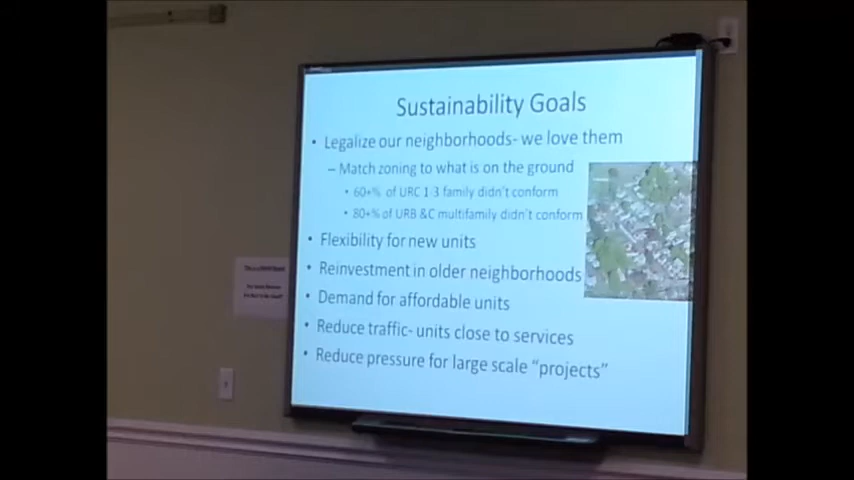 Sustainability Goals
• Legalize our neighborhoods- we love them
– Match zoning to what is on the ground
• 60+% of URC 1-3 family didn't conform
• 80+% of URB &C multifamily didn't conform
• Flexibility for new units
• Reinvestment in older neighborhoods
• Demand for affordable units
• Reduce traffic- units close to services
• Reduce pressure for large scale "projects"